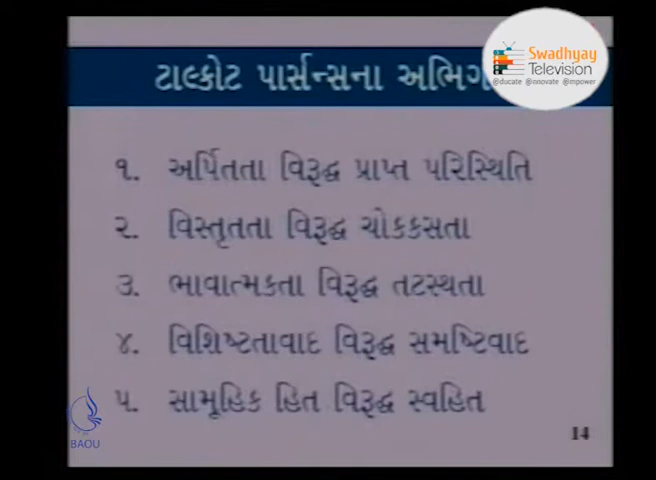 Swadhyay
Television
@ducate @nnovate @mpower
ટાલ્કોટ પાર્સન્સના
૧. અર્પિતતા વિરૂદ્ધ પ્રાપ્ત પરિસ્થિતિ
૨. વિસ્તૃતતા વિરૂદ્ધ ચોકકસતા
૩. ભાવાત્મકતા વિરૂદ્ધ તટસ્થતા
૪. વિશિષ્ટતાવાદ વિરૂદ્ધ સમષ્ટિવાદ
૫. સામૂહિક હિત વિરૂદ્ધ સ્વહિત
BAOU
14